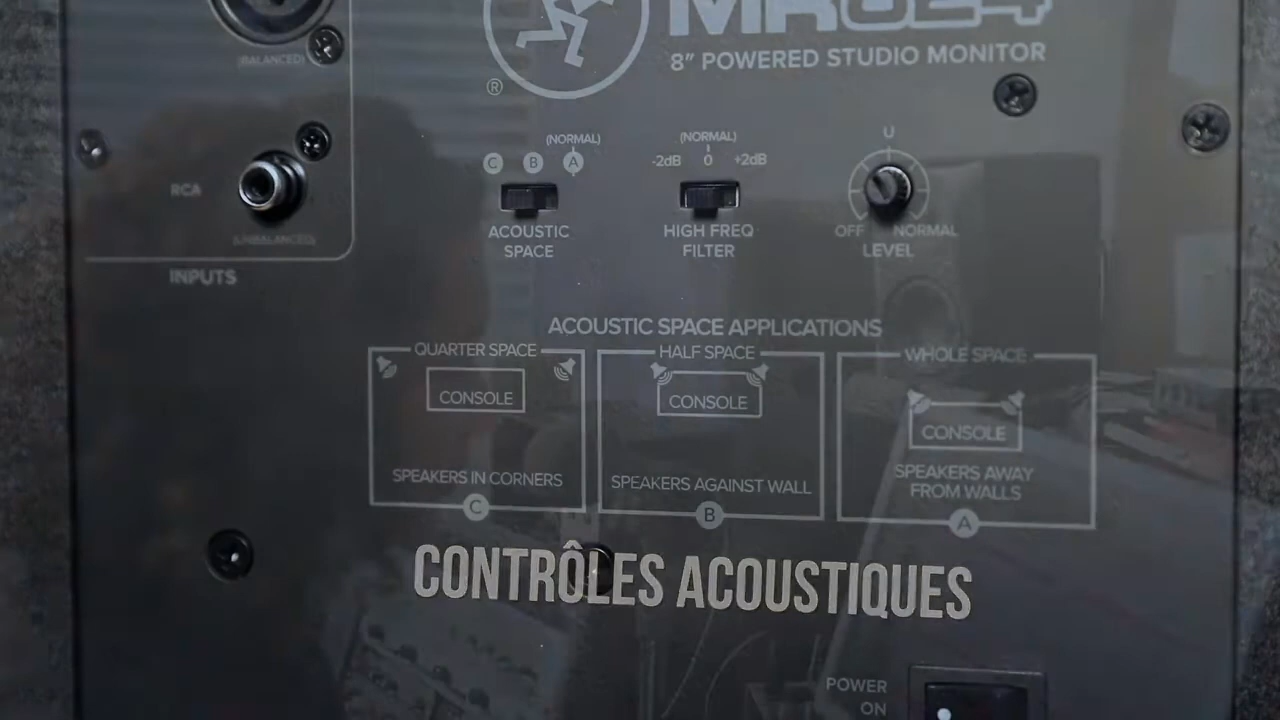 MR824
8” POWERED STUDIO MONITOR
®
(BALANCED)
RCA
(UNBALANCED)
INPUTS
(NORMAL)
C B A
ACOUSTIC
SPACE
(NORMAL)
-2dB 0 +2dB
HIGH FREQ
FILTER
U
OFF NORMAL
LEVEL
ACOUSTIC SPACE APPLICATIONS
QUARTER SPACE
CONSOLE
SPEAKERS IN CORNERS
C
HALF SPACE
CONSOLE
SPEAKERS AGAINST WALL
B
WHOLE SPACE
CONSOLE
SPEAKERS AWAY
FROM WALLS
A
CONTRÔLES ACOUSTIQUES
POWER
ON